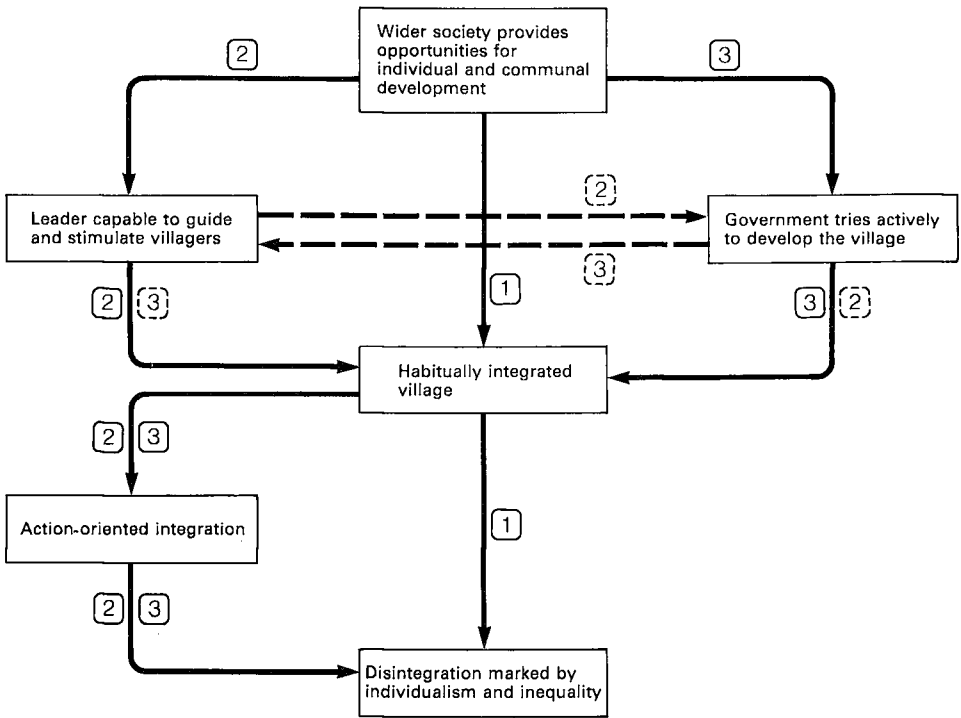 Wider society provides
opportunities for
individual and communal
development
2
3
Leader capable to guide
and stimulate villagers
2
3
Government tries actively
to develop the village
2
3
1
3
2
Habitually integrated
village
2
3
Action-oriented integration
1
2
3
Disintegration marked by
individualism and inequality